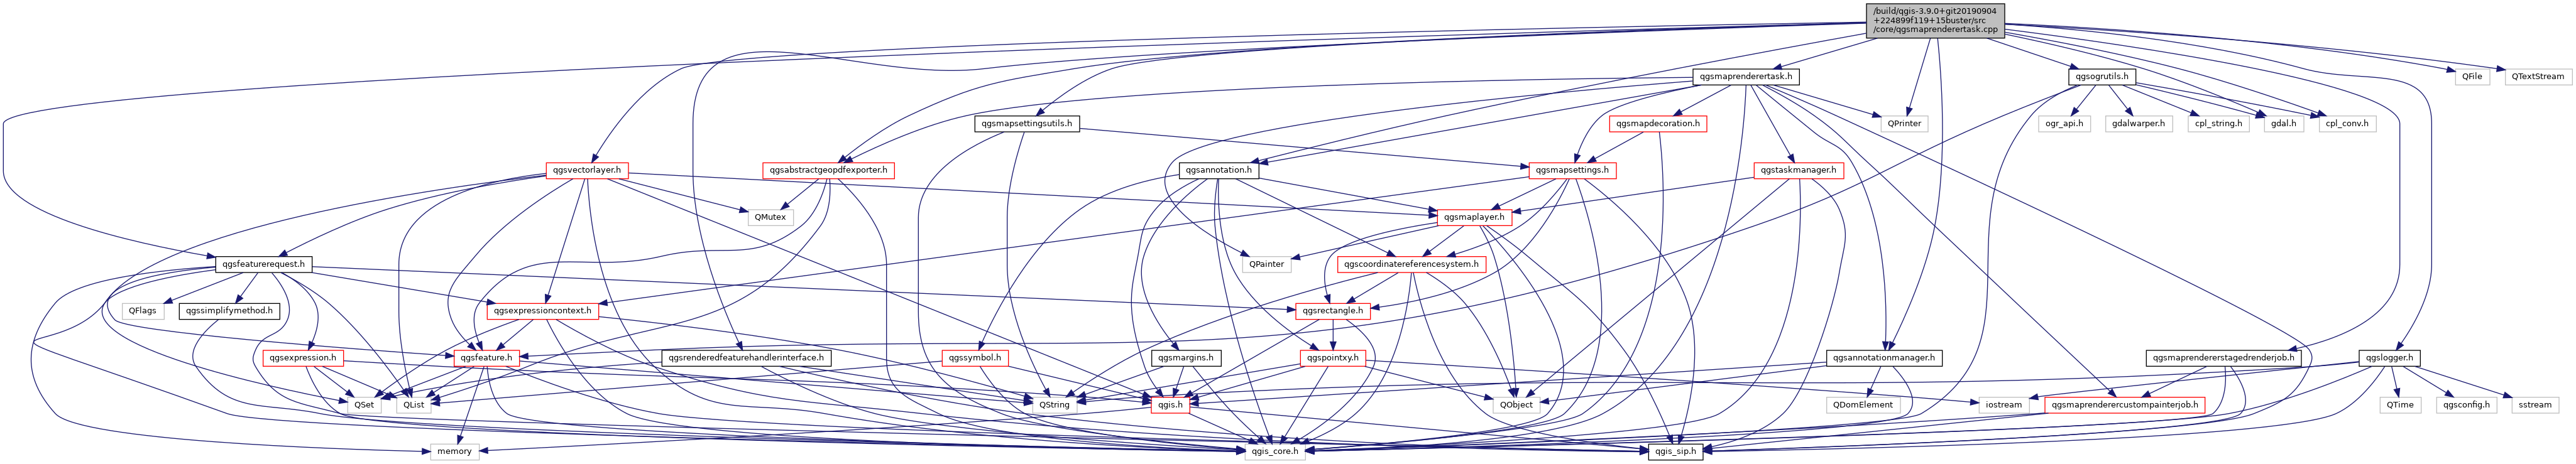 /build/qgis-3.9.0+git20190904
+224899f119+15buster/src
/core/qgsmaprenderertask.cpp
qgsmaprenderertask.h
qgsogrutils.h
QFile
QTextStream
qgsmapsettingsutils.h
qgsmapdecoration.h
QPrinter
ogr_api.h
gdalwarper.h
cpl_string.h
gdal.h
cpl_conv.h
qgsvectorlayer.h
qgsabstractgeopdfexporter.h
qgsannotation.h
qgsmapsettings.h
qgstaskmanager.h
QMutex
qgsmaplayer.h
qgsfeaturerequest.h
QPainter
qgscoordinatereferencesystem.h
QFlags
qgssimplifymethod.h
qgsexpressioncontext.h
qgsrectangle.h
qgsexpression.h
qgsfeature.h
qgsrenderedfeaturehandlerinterface.h
qgssymbol.h
qgsmargins.h
qgspointxy.h
qgsannotationmanager.h
qgsmaprendererstagedrenderjob.h
qgslogger.h
QSet
QList
QString
qgis.h
QObject
QDomElement
iostream
qgsmaprenderercustompainterjob.h
QTime
qgsconfig.h
sstream
memory
qgis_core.h
qgis_sip.h